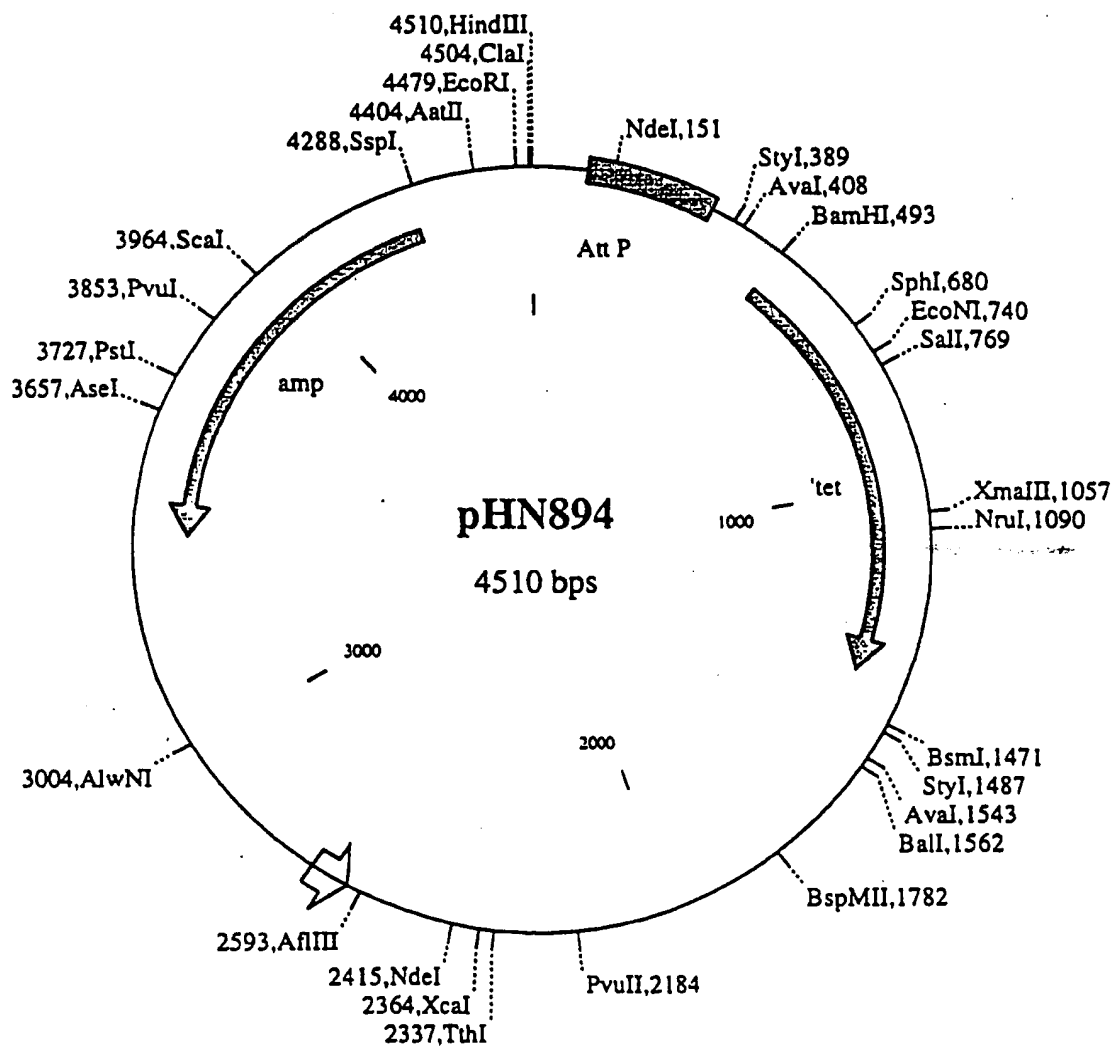 4510,HindIII
4504,ClaI
4479,EcoRI
4404,AatII
4288,SspI
3964,ScaI
3853,PvuI
3727,PstI
3657,AseI
NdeI,151
StyI,389
AvaI,408
BamHI,493
SphI,680
EcoNI,740
SalI,769
XmaIII,1057
NruI,1090
Att P
amp
4000
'tet
1000
pHN894
4510 bps
3000
2000
BsmI,1471
StyI,1487
AvaI,1543
BalI,1562
BspMII,1782
PvuII,2184
3004,AlwNI
2593,AflIII
2415,NdeI
2364,XcaI
2337,TthI